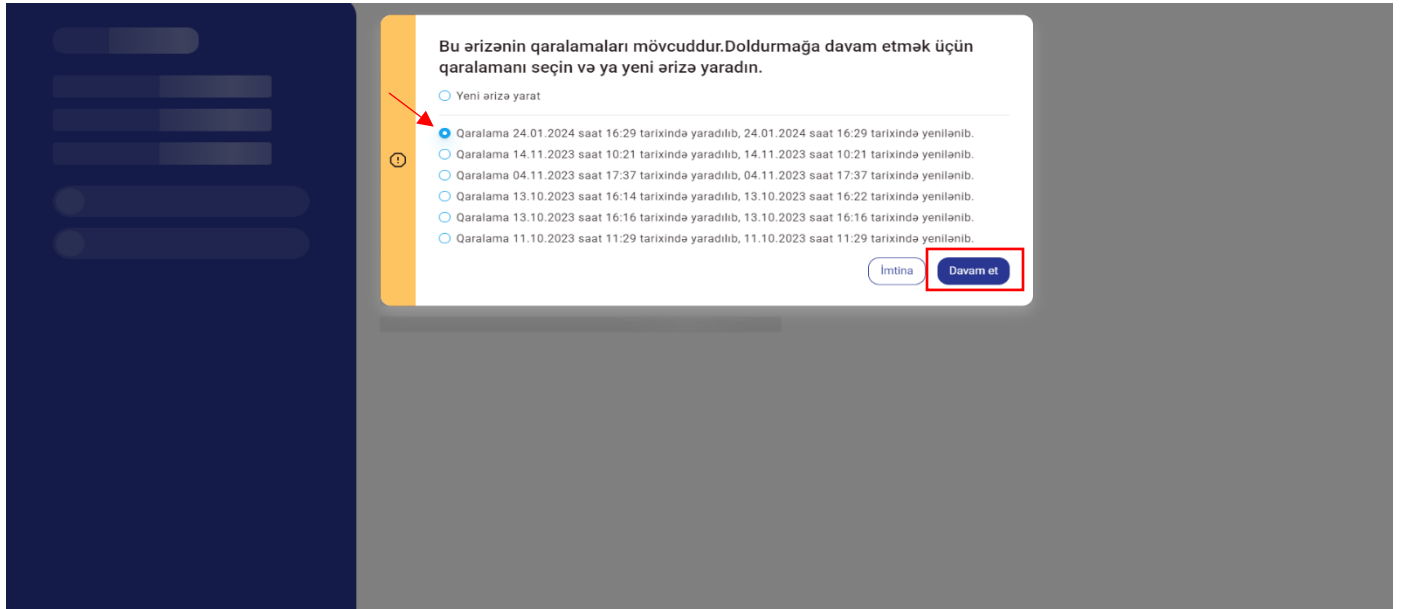 Bu ərizənin qaralamaları mövcuddur.Doldurmağa davam etmək üçün
qaralamanı seçin və ya yeni ərizə yaradın.
Yeni ərizə yarat
Qaralama 24.01.2024 saat 16:29 tarixində yaradılıb, 24.01.2024 saat 16:29 tarixində yenilənib.
Qaralama 14.11.2023 saat 10:21 tarixində yaradılıb, 14.11.2023 saat 10:21 tarixində yenilənib.
Qaralama 04.11.2023 saat 17:37 tarixində yaradılıb, 04.11.2023 saat 17:37 tarixində yenilənib.
Qaralama 13.10.2023 saat 16:14 tarixində yaradılıb, 13.10.2023 saat 16:22 tarixində yenilənib.
Qaralama 13.10.2023 saat 16:16 tarixində yaradılıb, 13.10.2023 saat 16:16 tarixində yenilənib.
Qaralama 11.10.2023 saat 11:29 tarixində yaradılıb, 11.10.2023 saat 11:29 tarixində yenilənib.
İmtina
Davam et